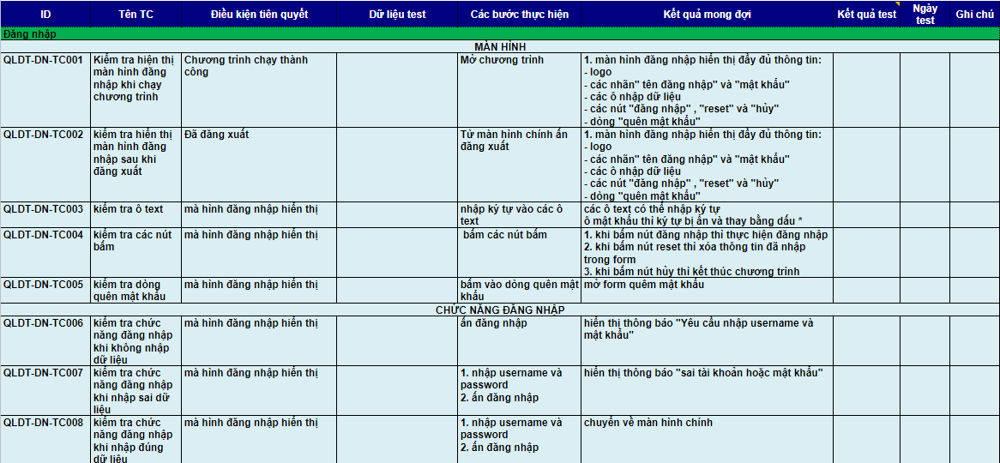 ID Tên TC Điều kiện tiên quyết Dữ liệu test Các bước thực hiện Kết quả mong đợi Kết quả test Ngày test Ghi chú
Đăng nhập
MÀN HÌNH
QLDT-DN-TC001
Kiểm tra hiện thị
màn hình đăng
nhập khi chạy
chương trình
Chương trình chạy thành
công
Mở chương trình
1. màn hình đăng nhập hiển thị đầy đủ thông tin:
- logo
- các nhãn" tên đăng nhập" và "mật khẩu"
- các ô nhập dữ liệu
- các nút "đăng nhập" , "reset" và "hủy"
- dòng "quên mật khẩu"
QLDT-DN-TC002
kiểm tra hiển thị
màn hình đăng
nhập sau khi
đăng xuất
Đã đăng xuất
Từ màn hình chính ấn
đăng xuất
1. màn hình đăng nhập hiển thị đầy đủ thông tin:
- logo
- các nhãn" tên đăng nhập" và "mật khẩu"
- các ô nhập dữ liệu
- các nút "đăng nhập" , "reset" và "hủy"
- dòng "quên mật khẩu"
QLDT-DN-TC003
kiểm tra ô text
mà hình đăng nhập hiển thị
nhập ký tự vào các ô
text
các ô text có thể nhập ký tự
ô mật khẩu thì ký tự bị ẩn và thay bằng dấu *
QLDT-DN-TC004
kiểm tra các nút
bấm
mà hình đăng nhập hiển thị
bấm các nút bấm
1. khi bấm nút đăng nhập thì thực hiện đăng nhập
2. khi bấm nút reset thì xóa thông tin đã nhập
trong form
3. khi bấm nút hủy thì kết thúc chương trình
QLDT-DN-TC005
kiểm tra dòng
quên mật khẩu
mà hình đăng nhập hiển thị
bấm vào dòng quên mật
khẩu
mở form quêm mật khẩu
CHỨC NĂNG ĐĂNG NHẬP
QLDT-DN-TC006
kiểm tra chức
năng đăng nhập
khi không nhập
dữ liệu
mà hình đăng nhập hiển thị
ấn đăng nhập
hiển thị thông báo "Yêu cầu nhập username và
mật khẩu"
QLDT-DN-TC007
kiểm tra chức
năng đăng nhập
khi nhập sai dữ
liệu
mà hình đăng nhập hiển thị
1. nhập username và
password
2. ấn đăng nhập
hiển thị thông báo "sai tài khoản hoặc mật khẩu"
QLDT-DN-TC008
kiểm tra chức
năng đăng nhập
khi nhập đúng
dữ liệu
mà hình đăng nhập hiển thị
1. nhập username và
password
2. ấn đăng nhập
chuyển về màn hình chính